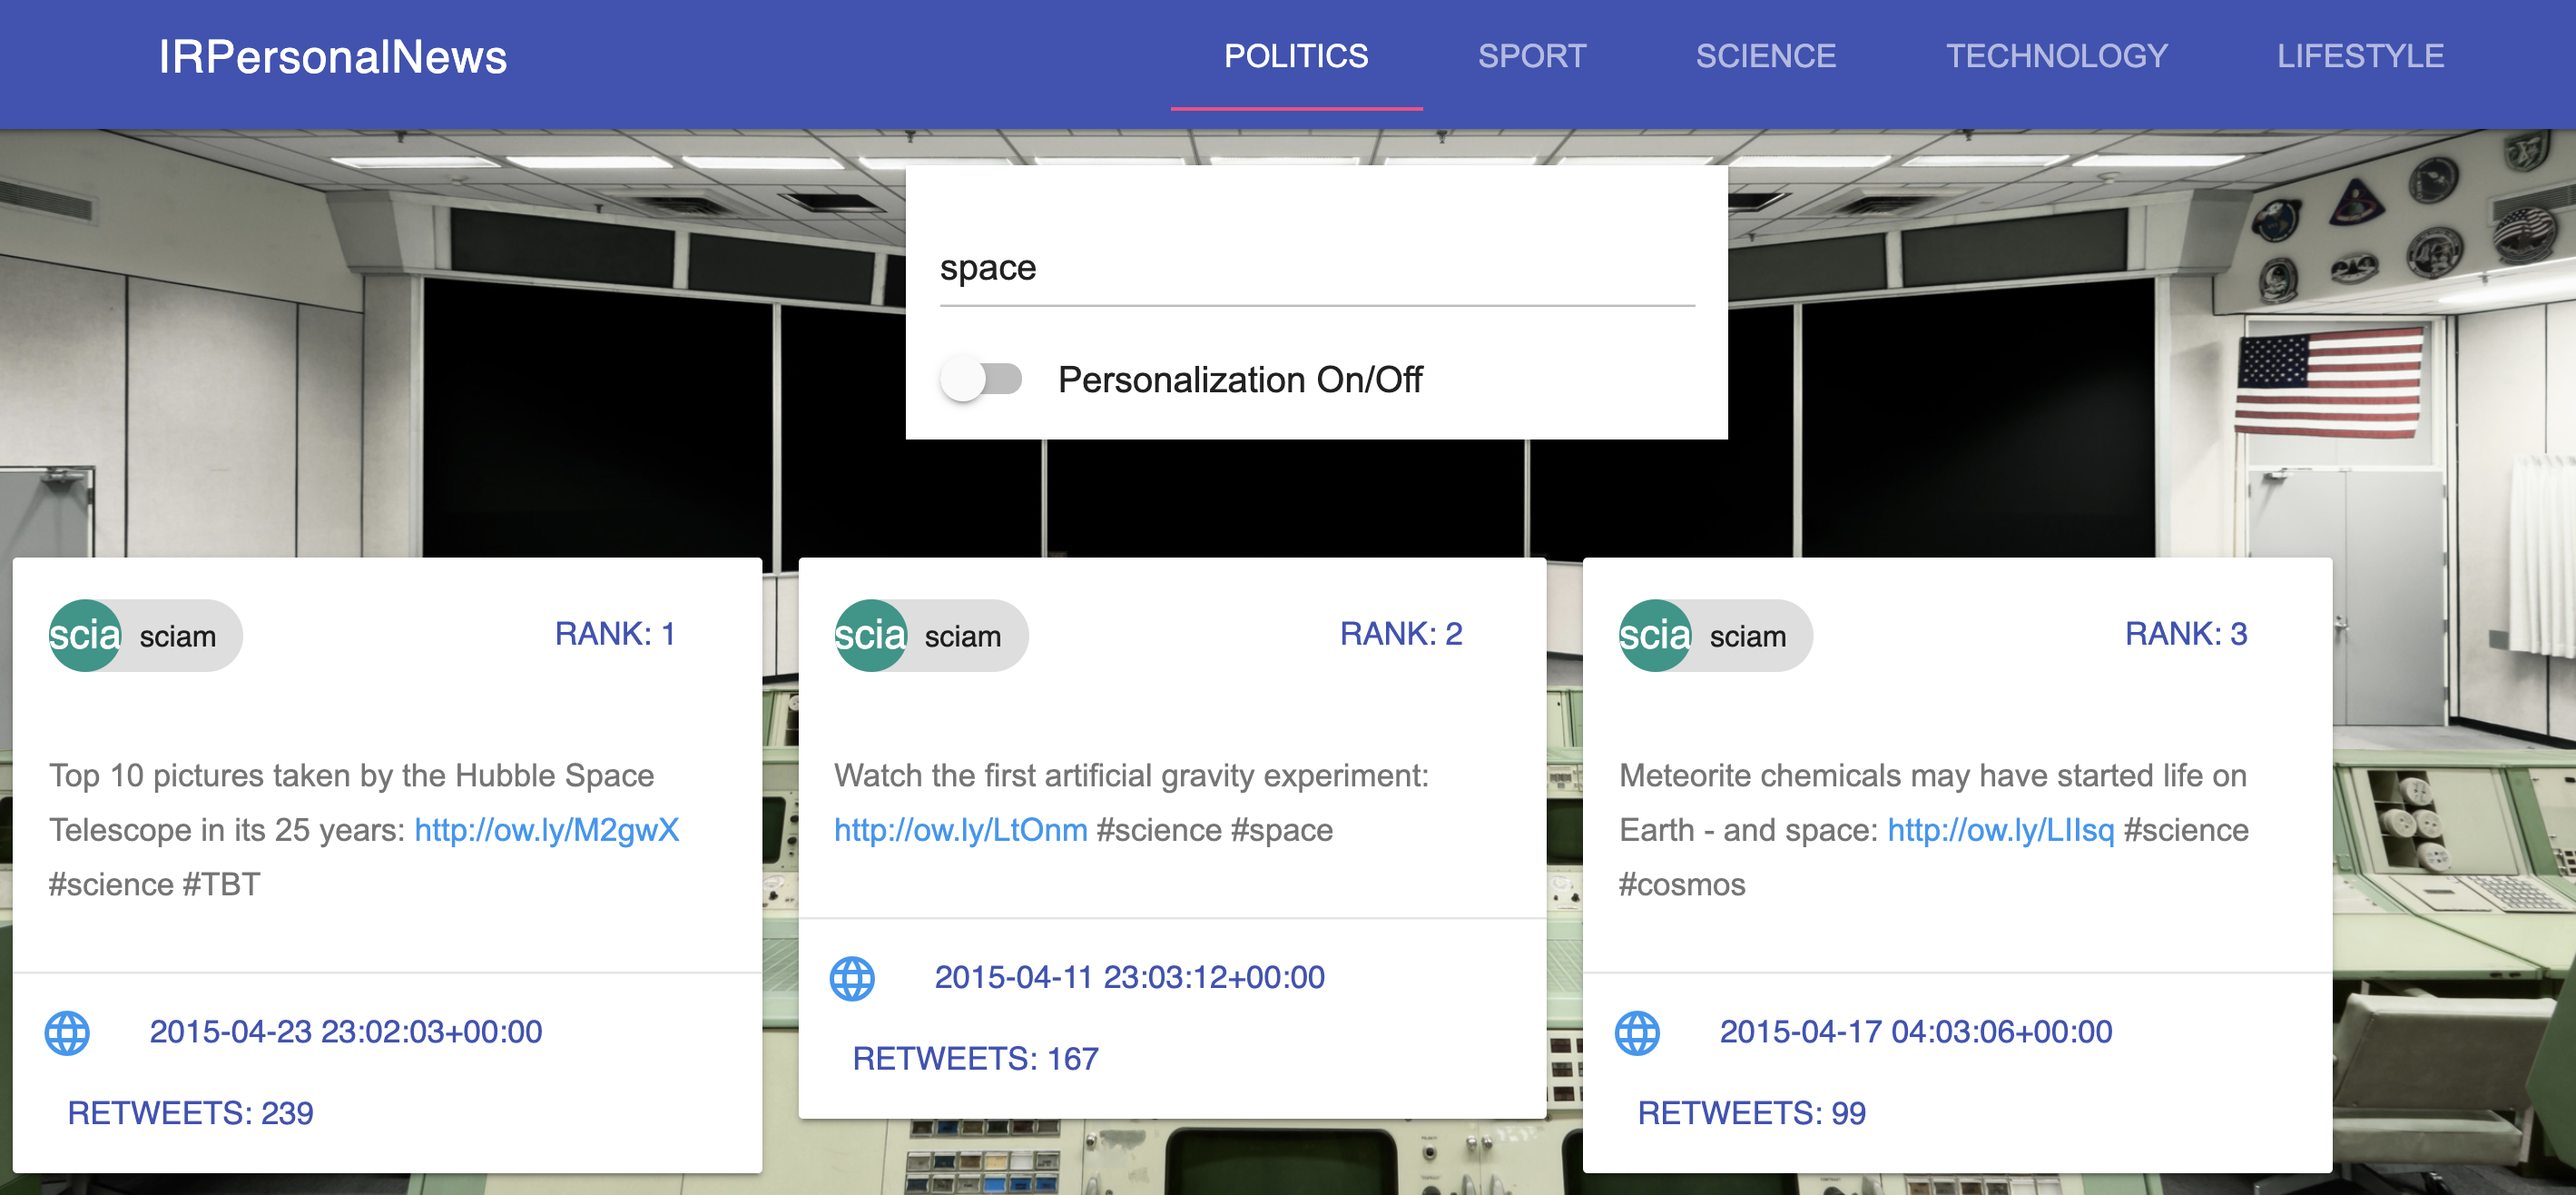 IRPersonalNews
POLITICS
SPORT
SCIENCE
TECHNOLOGY
LIFESTYLE
space
Personalization On/Off
scia sciam
RANK: 1
Top 10 pictures taken by the Hubble Space
Telescope in its 25 years: http://ow.ly/M2gwX
#science #TBT
2015-04-23 23:02:03+00:00
RETWEETS: 239
scia sciam
RANK: 2
Watch the first artificial gravity experiment:
http://ow.ly/LtOnm #science #space
2015-04-11 23:03:12+00:00
RETWEETS: 167
scia sciam
RANK: 3
Meteorite chemicals may have started life on
Earth - and space: http://ow.ly/LIIsq #science
#cosmos
2015-04-17 04:03:06+00:00
RETWEETS: 99